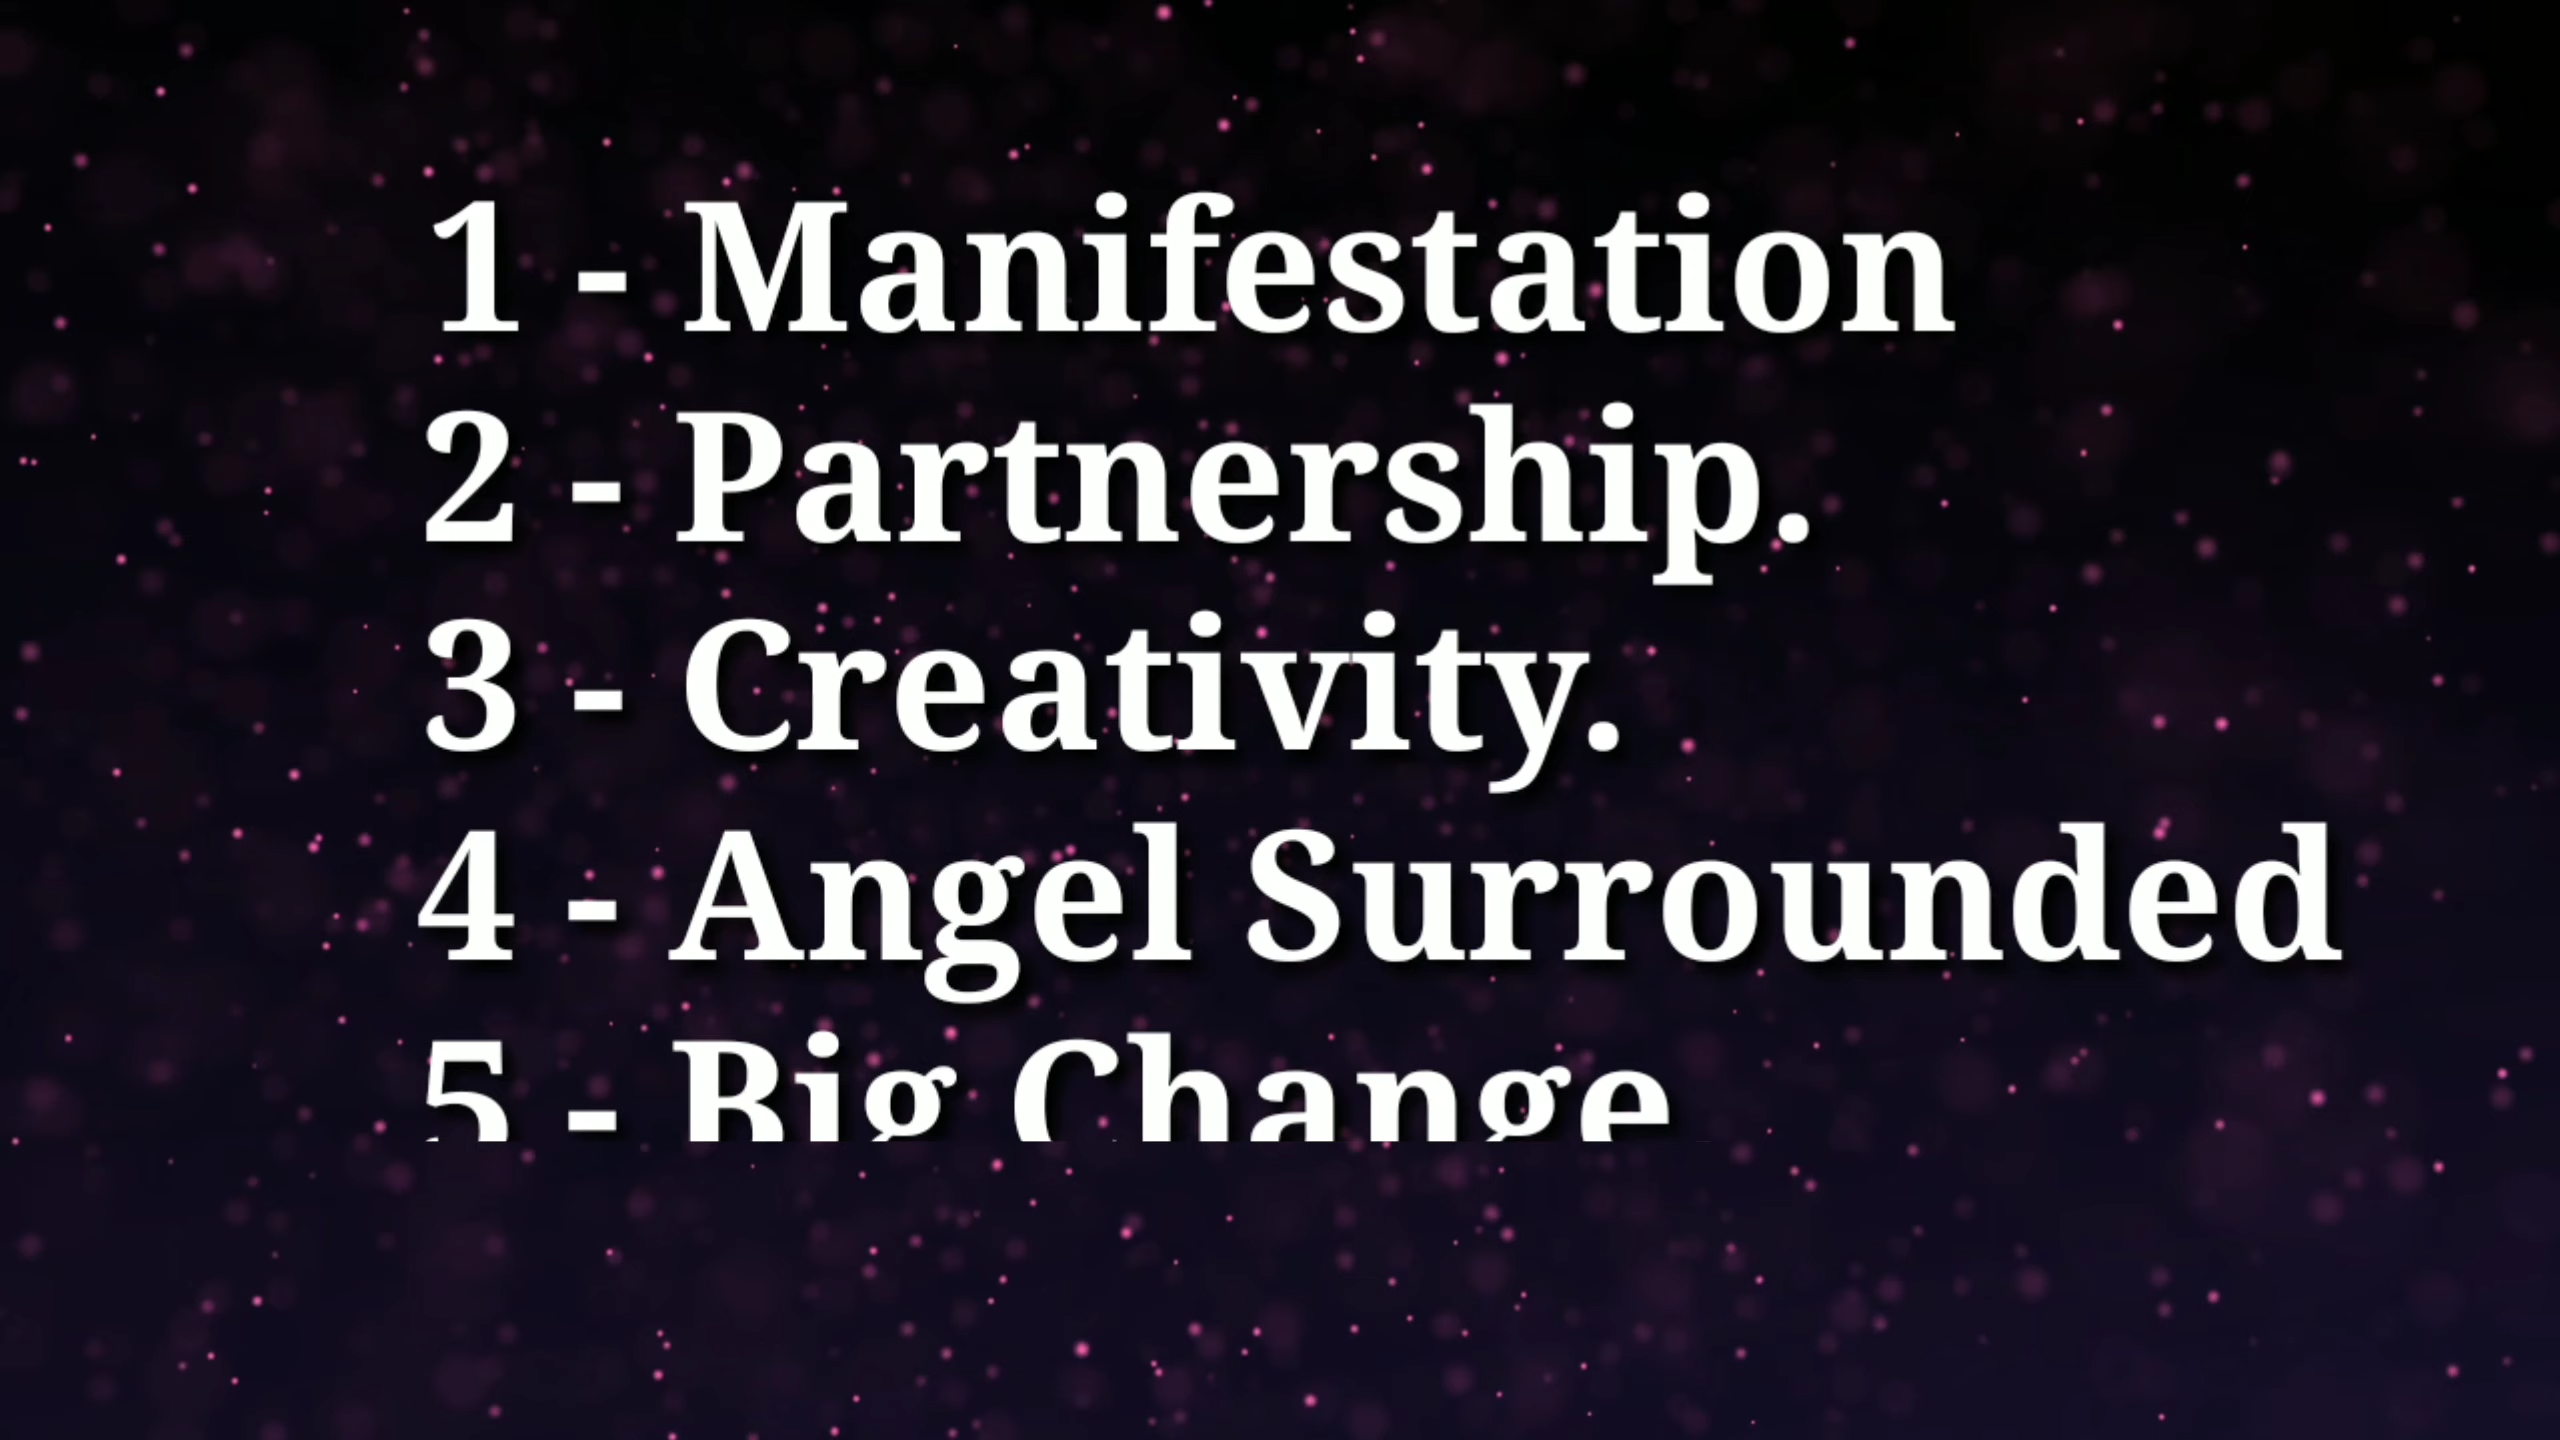 1 - Manifestation
2 - Partnership.
3 - Creativity.
4 - Angel Surrounded
5 - Big Change